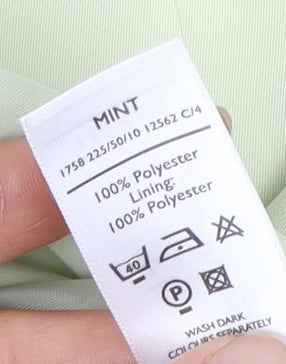 MINT
1758 225/50/10 12562 C/4
100% Polyester
Lining:
100% Polyester
40
P
WASH DARK
COLOURS SEPARATELY